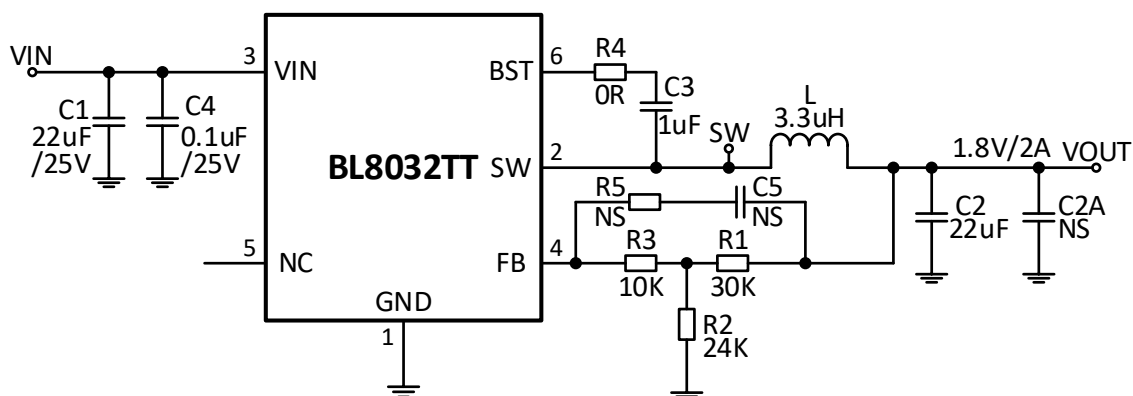 VIN
C1
22uF
/25V
C4
0.1uF
/25V
3
VIN
5
NC
BL8032TT
GND
1
BST
6
SW
2
FB
4
R4
0R
C3
1uF
SW
L
3.3uH
R5
NS
C5
NS
R3
10K
R1
30K
R2
24K
1.8V/2A
VOUT
C2
22uF
C2A
NS